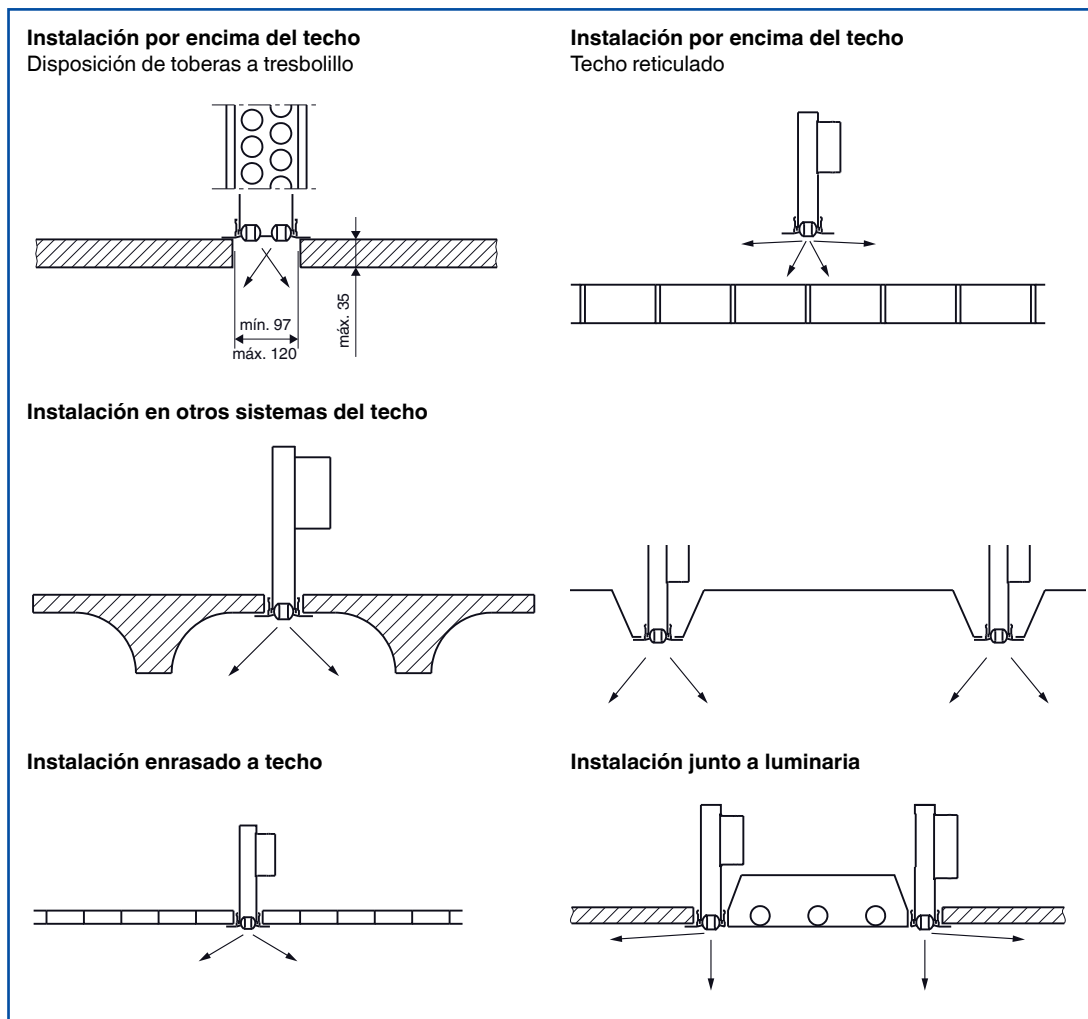 Instalación por encima del techo
Disposición de toberas a tresbolillo
mín. 97
máx. 120
máx. 35
Instalación por encima del techo
Techo reticulado
Instalación en otros sistemas del techo
Instalación enrasado a techo
Instalación junto a luminaria